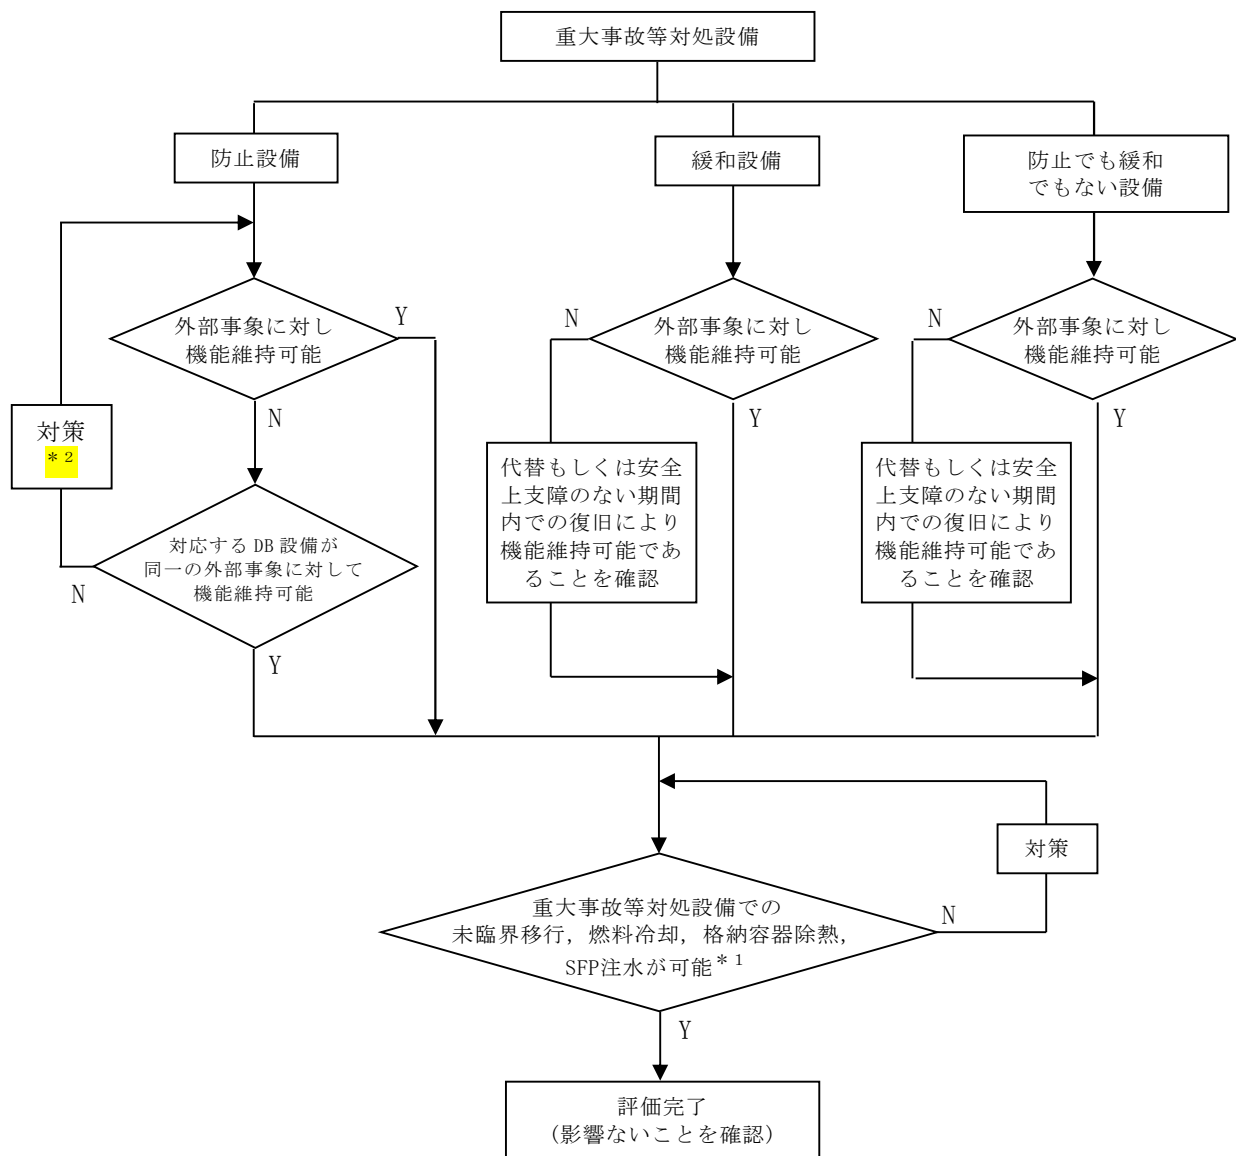 重大事故等対処設備
防止設備
緩和設備
防止でも緩和
でもない設備
外部事象に対し
機能維持可能
Y
N
対策
*2
対応する DB 設備が
同一の外部事象に対して
機能維持可能
N
Y
外部事象に対し
機能維持可能
N
Y
代替もしくは安全
上支障のない期間
内での復旧により
機能維持可能であ
ることを確認
外部事象に対し
機能維持可能
N
Y
代替もしくは安全
上支障のない期間
内での復旧により
機能維持可能であ
ることを確認
対策
重大事故等対処設備での
未臨界移行，燃料冷却，格納容器除熱，
SFP注水が可能*1
N
Y
評価完了
(影響ないことを確認)